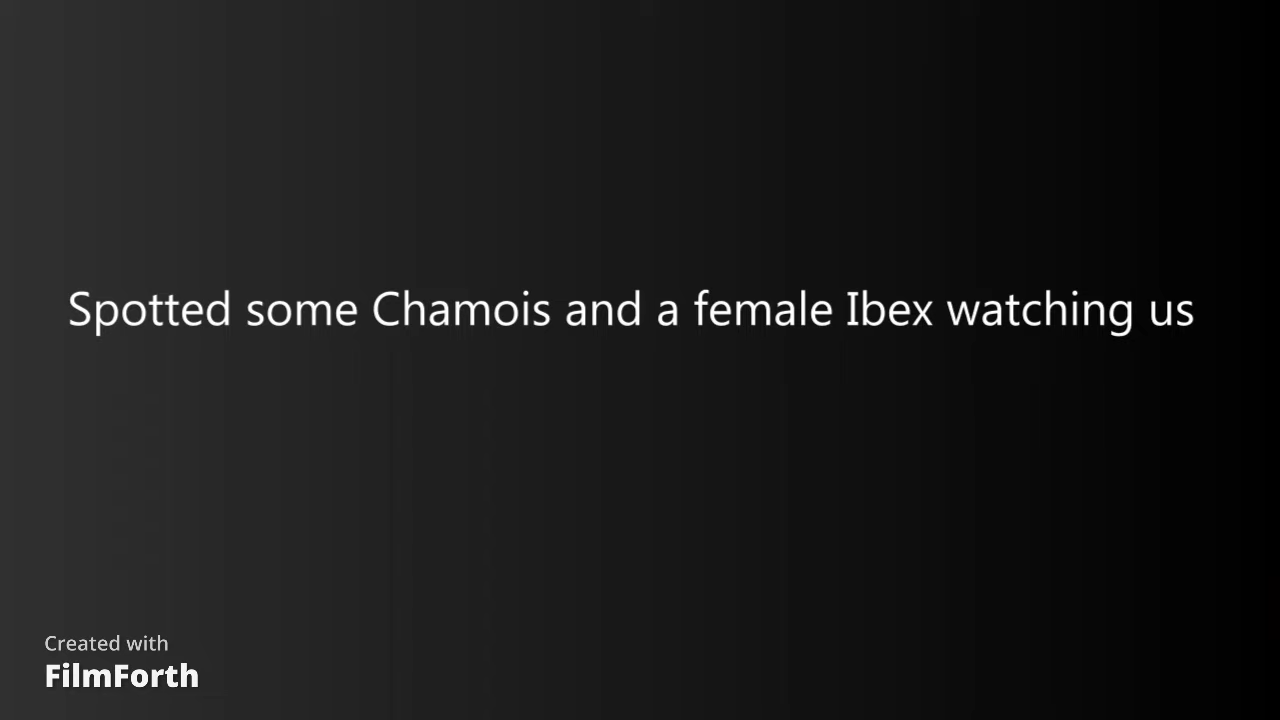 Spotted some Chamois and a female Ibex watching us
Created with
FilmForth